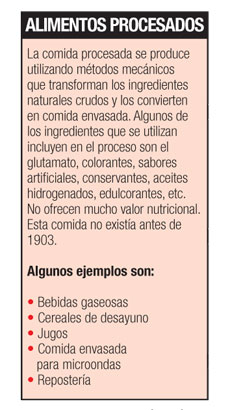 ALIMENTOS PROCESADOS
La comida procesada se produce
utilizando métodos mecánicos
que transforman los ingredientes
naturales crudos y los convierten
en comida envasada. Algunos de
los ingredientes que se utilizan
incluyen en el proceso son el
glutamato, colorantes, sabores
artificiales, conservantes, aceites
hidrogenados, edulcorantes, etc.
No ofrecen mucho valor nutricional.
Esta comida no existía antes de
1903.
Algunos ejemplos son:
• Bebidas gaseosas
• Cereales de desayuno
• Jugos
• Comida envasada
para microondas
• Repostería